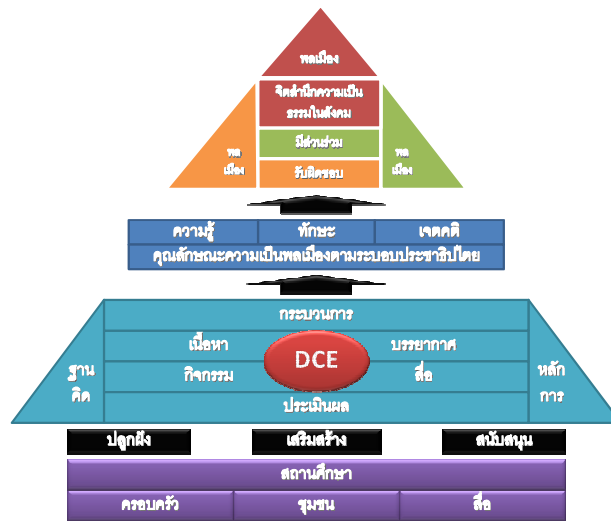 พลเมือง
จิตสำนึกความเป็น
ธรรมในสังคม
มีส่วนร่วม
รับผิดชอบ
พล
เมือง
พล
เมือง
ความรู้ ทักษะ เจตคติ
คุณลักษณะความเป็นพลเมืองตามระบอบประชาธิปไตย
กระบวนการ
เนื้อหา DCE บรรยากาศ
กิจกรรม สื่อ
ประเมินผล
ฐาน
คิด
หลัก
การ
ปลูกฝัง เสริมสร้าง สนับสนุน
สถานศึกษา
ครอบครัว ชุมชน สื่อ